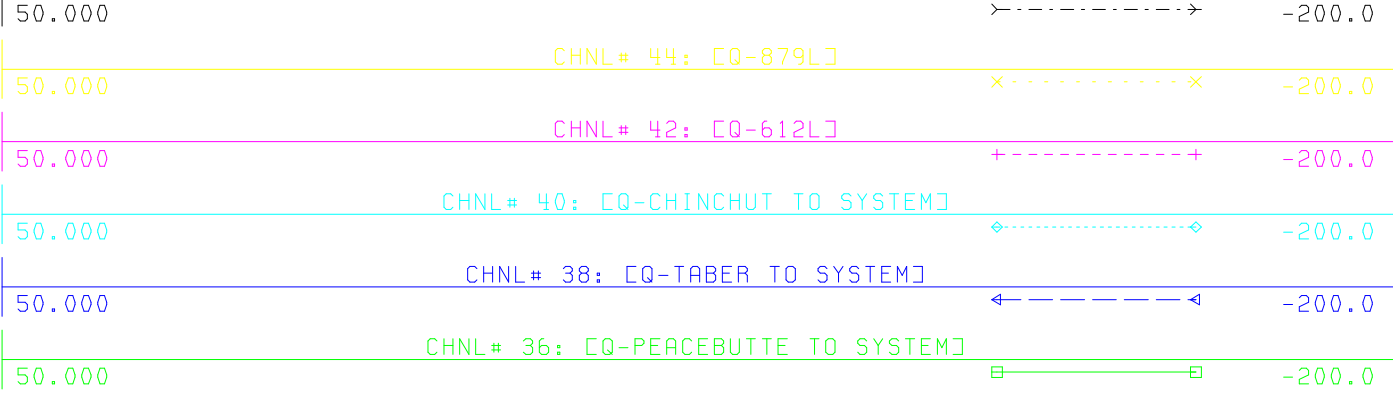 50.000 -200.0
CHNL# 44: [Q-879L]
50.000 -200.0
CHNL# 42: [Q-612L]
50.000 -200.0
CHNL# 40: [Q-CHINCHUT TO SYSTEM]
50.000 -200.0
CHNL# 38: [Q-TABER TO SYSTEM]
50.000 -200.0
CHNL# 36: [Q-PEACEBUTTE TO SYSTEM]
50.000 -200.0